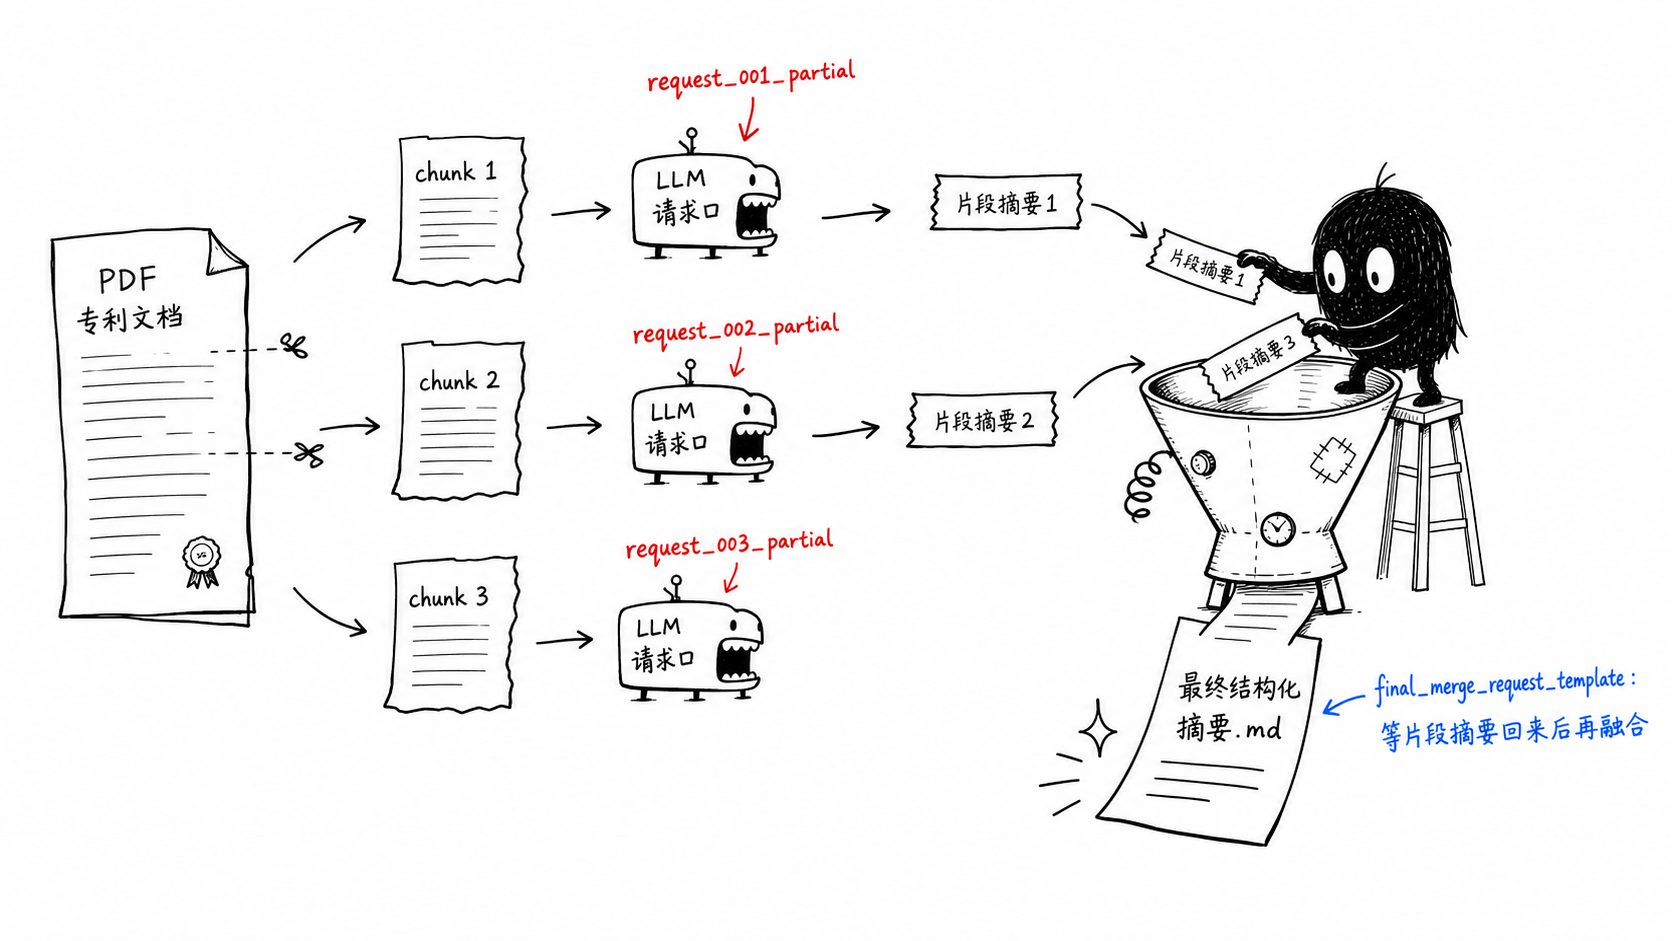 PDF
专利文档
chunk 1
request_001_partial
LLM
请求口
片段摘要1
片段摘要1
chunk 2
request_002_partial
LLM
请求口
片段摘要2
片段摘要3
chunk 3
request_003_partial
LLM
请求口
最终结构化
摘要.md
final_merge_request_template:
等片段摘要回来后再融合